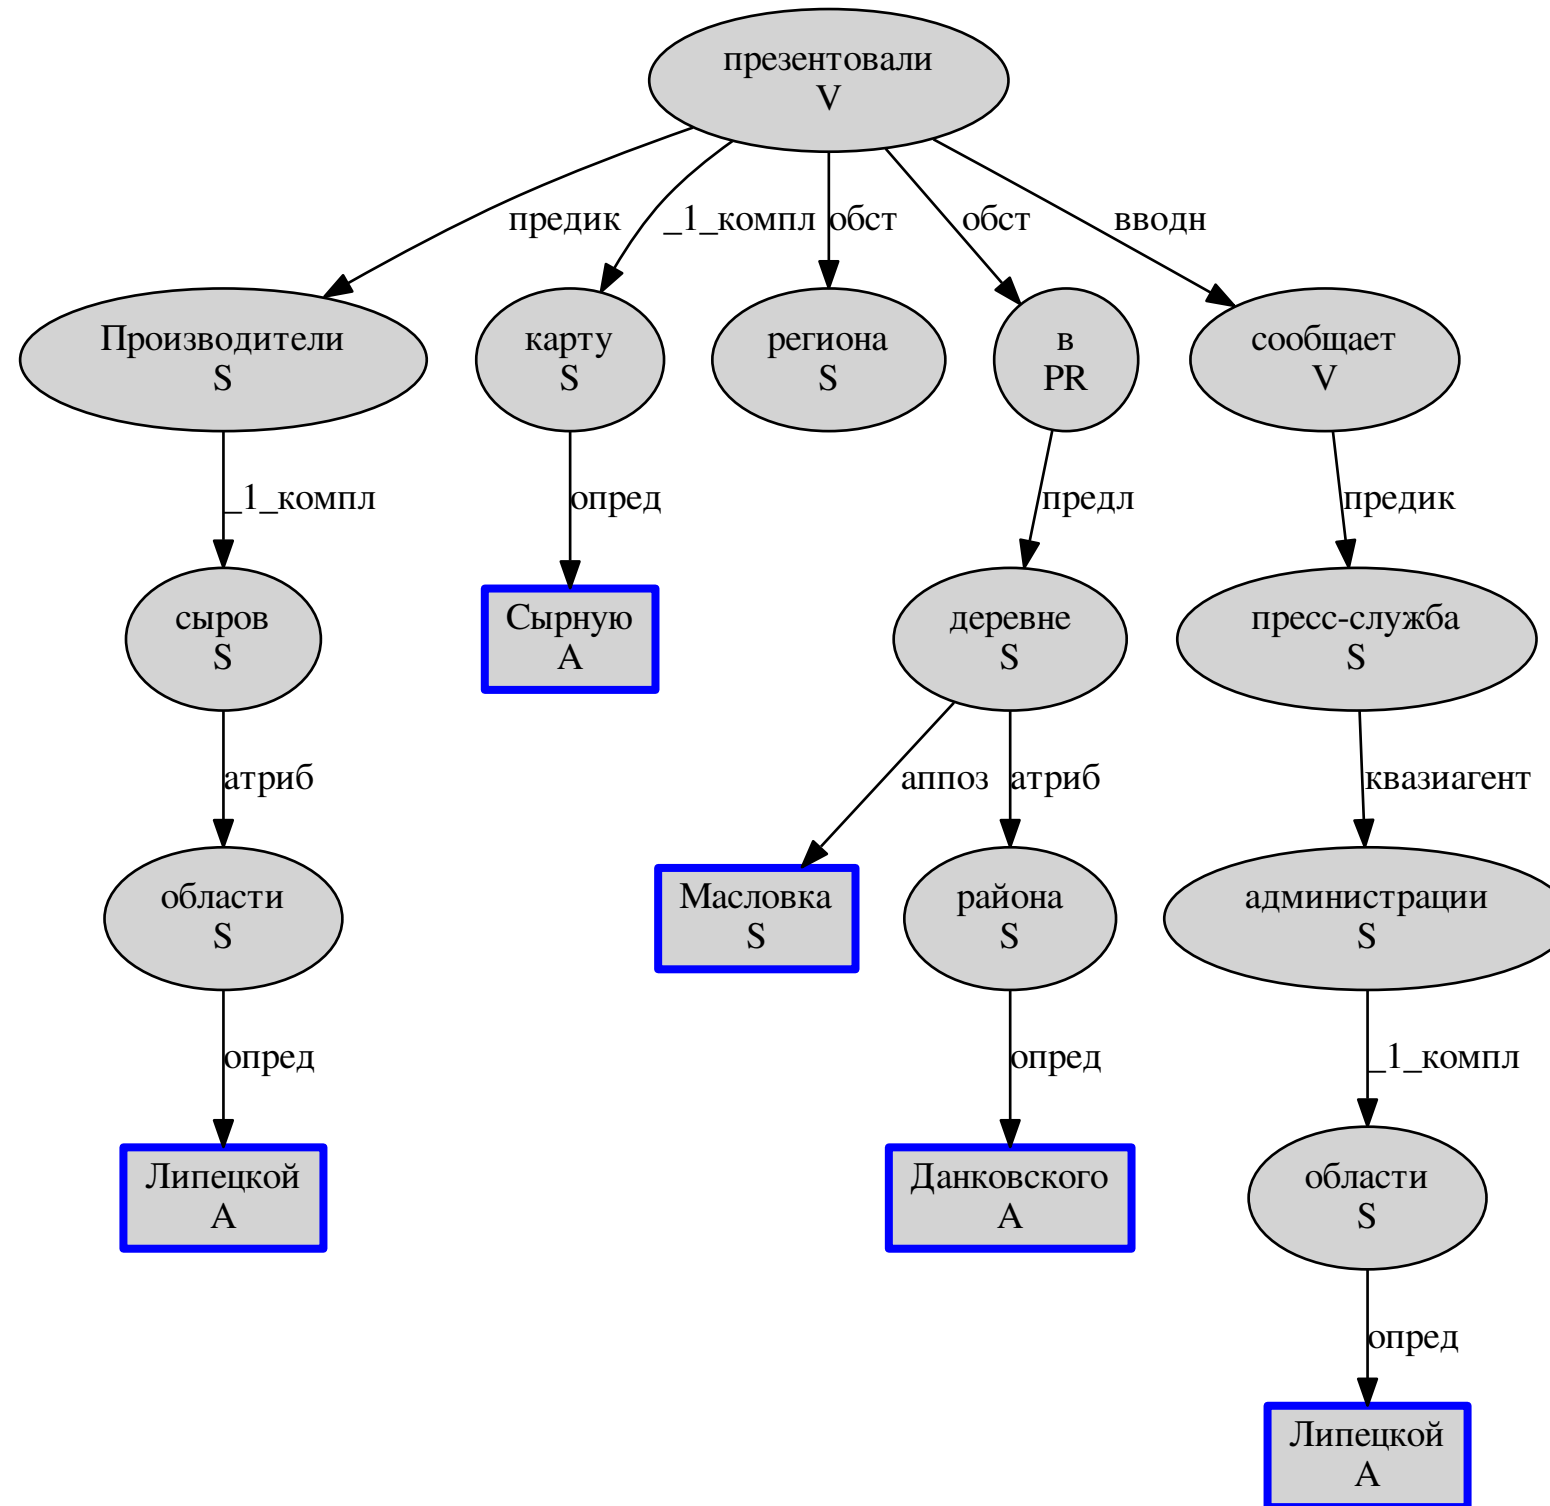 презентовали
V
предик
_1_компл
обст
обст
вводн
Производители
S
карту
S
региона
S
в
PR
сообщает
V
_1_компл
опред
предл
предик
сыров
S
Сырную
A
деревне
S
пресс-служба
S
атриб
аппоз
атриб
квазиагент
области
S
Масловка
S
района
S
администрации
S
опред
опред
_1_компл
Липецкой
A
Данковского
A
области
S
опред
Липецкой
A